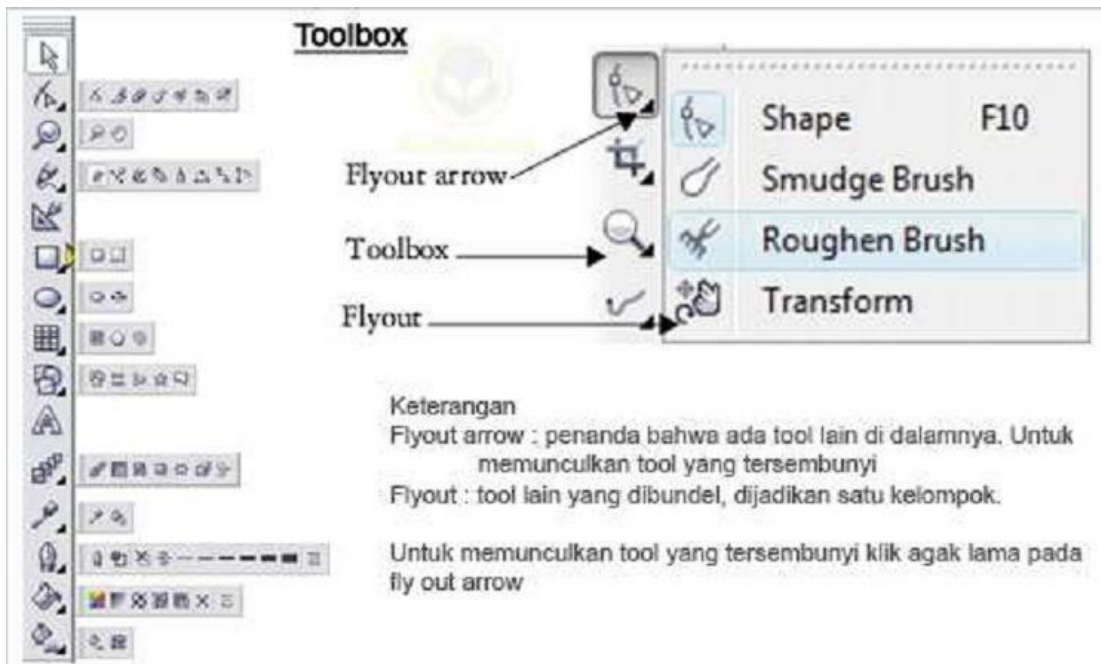 Toolbox
Shape F10
Smudge Brush
Roughen Brush
Transform
Flyout arrow
Toolbox
Flyout
Keterangan
Flyout arrow : penanda bahwa ada tool lain di dalamnya. Untuk
memunculkan tool yang tersembunyi
Flyout : tool lain yang dibundel, dijadikan satu kelompok.
Untuk memunculkan tool yang tersembunyi klik agak lama pada
fly out arrow